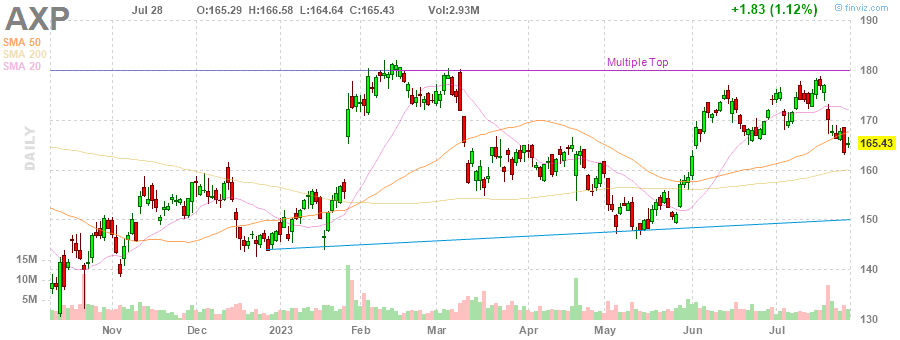 AXP Jul 28 O:165.29 H:166.58 L:164.64 C:165.43 Vol:2.93M +1.83 (1.12%) © finviz.com
SMA 50
SMA 200
SMA 20
DAILY
Multiple Top
190
180
170
165.43
160
150
140
130
15M
10M
5M
Nov Dec 2023 Feb Mar Apr May Jun Jul